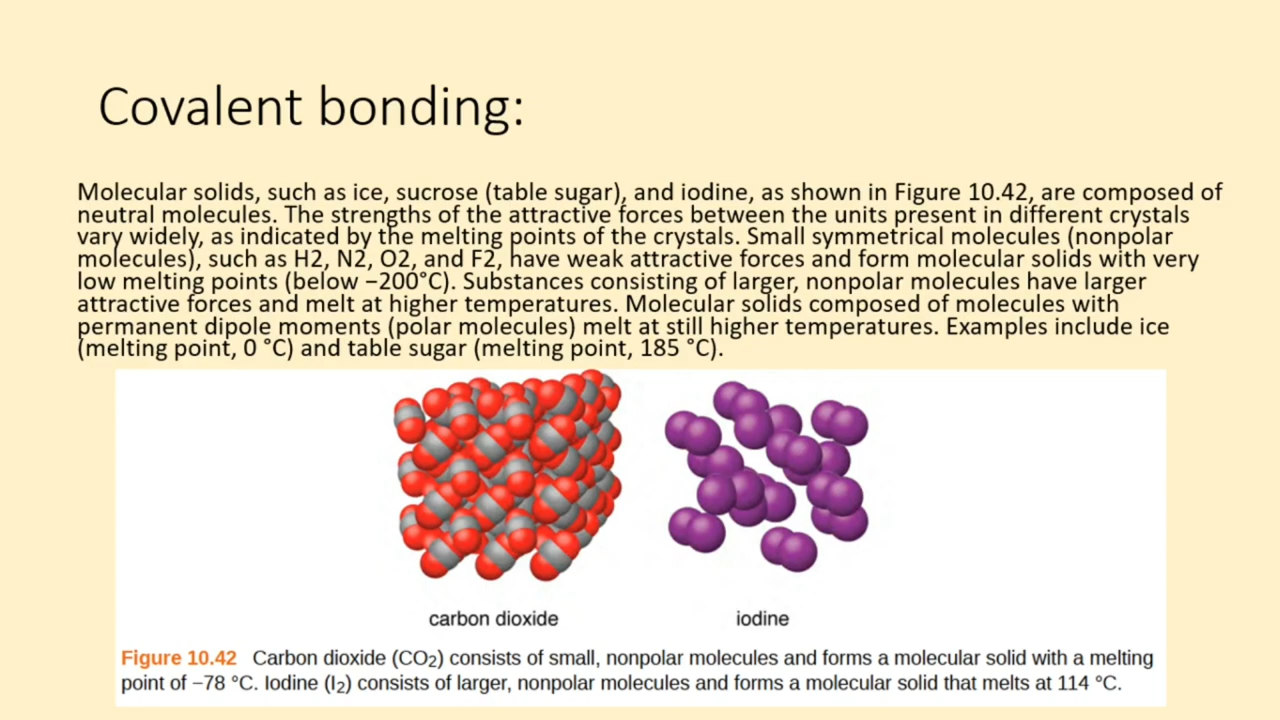 Covalent bonding:
Molecular solids, such as ice, sucrose (table sugar), and iodine, as shown in Figure 10.42, are composed of
neutral molecules. The strengths of the attractive forces between the units present in different crystals
vary widely, as indicated by the melting points of the crystals. Small symmetrical molecules (nonpolar
molecules), such as H2, N2, O2, and F2, have weak attractive forces and form molecular solids with very
low melting points (below −200°C). Substances consisting of larger, nonpolar molecules have larger
attractive forces and melt at higher temperatures. Molecular solids composed of molecules with
permanent dipole moments (polar molecules) melt at still higher temperatures. Examples include ice
(melting point, 0 °C) and table sugar (melting point, 185 °C).
carbon dioxide
iodine
Figure 10.42 Carbon dioxide (CO₂) consists of small, nonpolar molecules and forms a molecular solid with a melting
point of −78 °C. Iodine (I₂) consists of larger, nonpolar molecules and forms a molecular solid that melts at 114 °C.